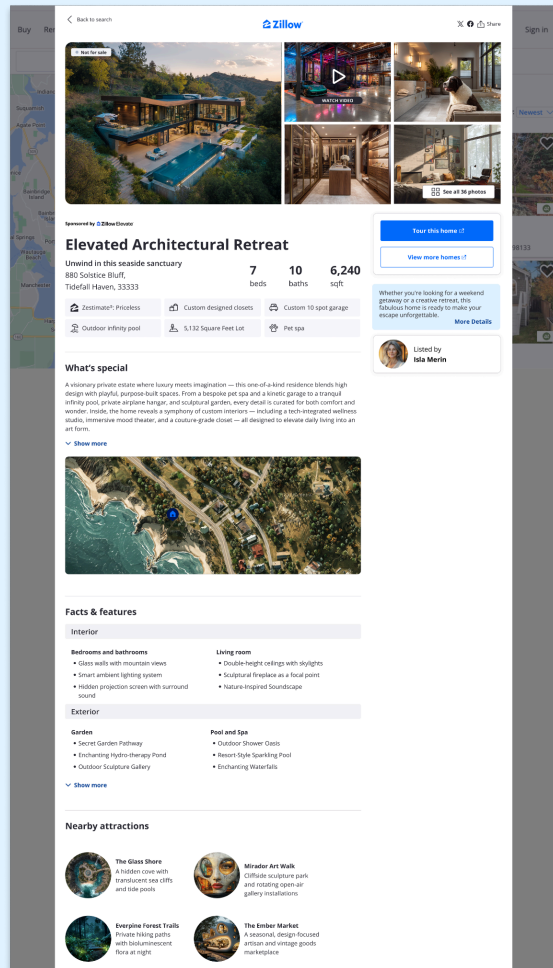 Back to search
Zillow
Share
Buy
Sign in
Not for sale
WATCH VIDEO
See all 36 photos
Newest
Indiano
Suquamish
Agate Point
Bainbridge
Island
Manchester
98133
Sponsored by Zillow Elevate
Elevated Architectural Retreat
Unwind in this seaside sanctuary
880 Solstice Bluff,
Tidefall Haven, 33333
7
beds
10
baths
6,240
sqft
Zestimate®: Priceless
Custom designed closets
Custom 10 spot garage
Outdoor infinity pool
5,132 Square Feet Lot
Pet spa
Tour this home
View more homes
Whether you're looking for a weekend
getaway or a creative retreat, this
fabulous home is ready to make your
escape unforgettable.
More Details
Listed by
Isla Merin
What's special
A visionary private estate where luxury meets imagination — this one-of-a-kind residence blends high
design with playful, purpose-built spaces. From a bespoke pet spa and a kinetic garage to a tranquil
infinity pool, private airplane hangar, and sculptural garden, every detail is curated for both comfort and
wonder. Inside, the home reveals a symphony of custom interiors — including a tech-integrated wellness
studio, immersive mood theater, and a couture-grade closet — all designed to elevate daily living into an
art form.
Show more
Facts & features
Interior
Bedrooms and bathrooms
• Glass walls with mountain views
• Smart ambient lighting system
• Hidden projection screen with surround
sound
Living room
• Double-height ceilings with skylights
• Sculptural fireplace as a focal point
• Nature-Inspired Soundscape
Exterior
Garden
• Secret Garden Pathway
• Enchanting Hydro-therapy Pond
• Outdoor Sculpture Gallery
Pool and Spa
• Outdoor Shower Oasis
• Resort-Style Sparkling Pool
• Enchanting Waterfalls
Show more
Nearby attractions
The Glass Shore
A hidden cove with
translucent sea cliffs
and tide pools
Mirador Art Walk
Cliffside sculpture park
and rotating open-air
gallery installations
Everpine Forest Trails
Private hiking paths
with bioluminescent
flora at night
The Ember Market
A seasonal, design-focused
artisan and vintage goods
marketplace